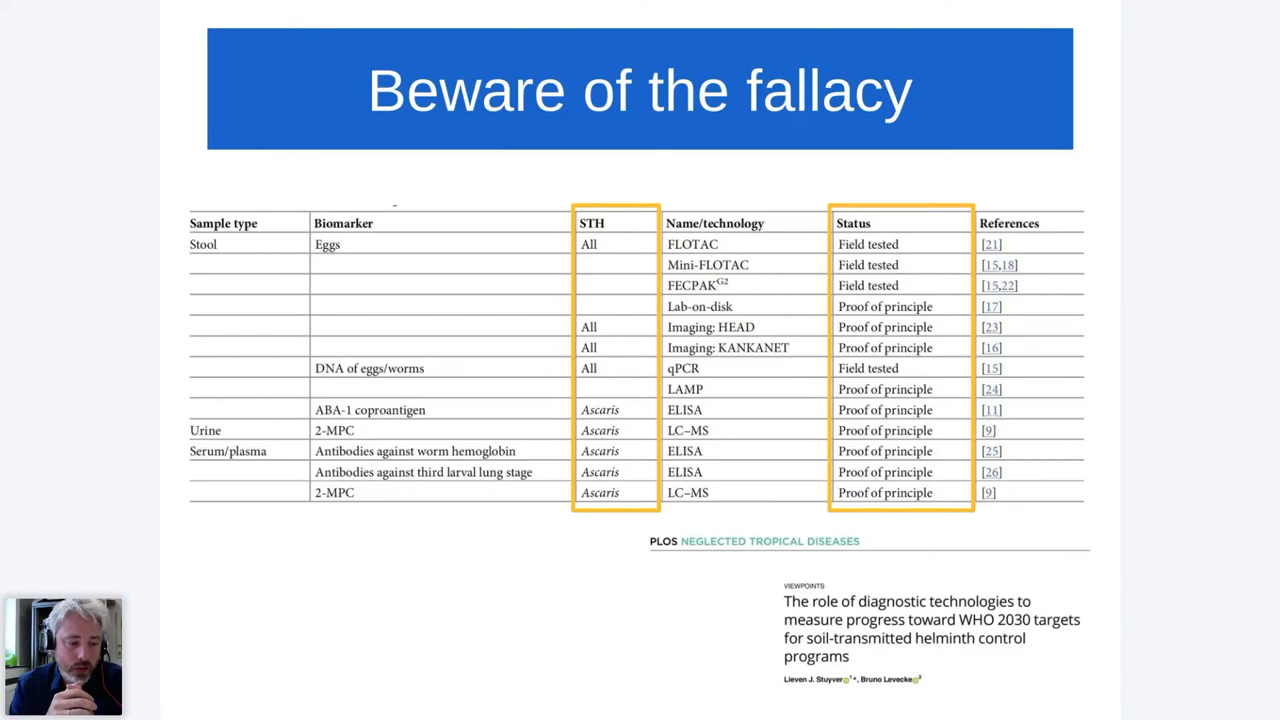 Beware of the fallacy
Sample type Biomarker STH Name/technology Status References
Stool Eggs All FLOTAC Field tested [21]
Mini-FLOTAC Field tested [15,18]
FECPAKG2 Field tested [15,22]
Lab-on-disk Proof of principle [17]
All Imaging: HEAD Proof of principle [23]
All Imaging: KANKANET Proof of principle [16]
DNA of eggs/worms All qPCR Field tested [15]
LAMP Proof of principle [24]
ABA-1 coproantigen Ascaris ELISA Proof of principle [11]
Urine 2-MPC Ascaris LC–MS Proof of principle [9]
Serum/plasma Antibodies against worm hemoglobin Ascaris ELISA Proof of principle [25]
Antibodies against third larval lung stage Ascaris ELISA Proof of principle [26]
2-MPC Ascaris LC–MS Proof of principle [9]
PLOS NEGLECTED TROPICAL DISEASES
VIEWPOINTS
The role of diagnostic technologies to
measure progress toward WHO 2030 targets
for soil-transmitted helminth control
programs
Lieven J. Stuyver 1*, Bruno Levecke 2